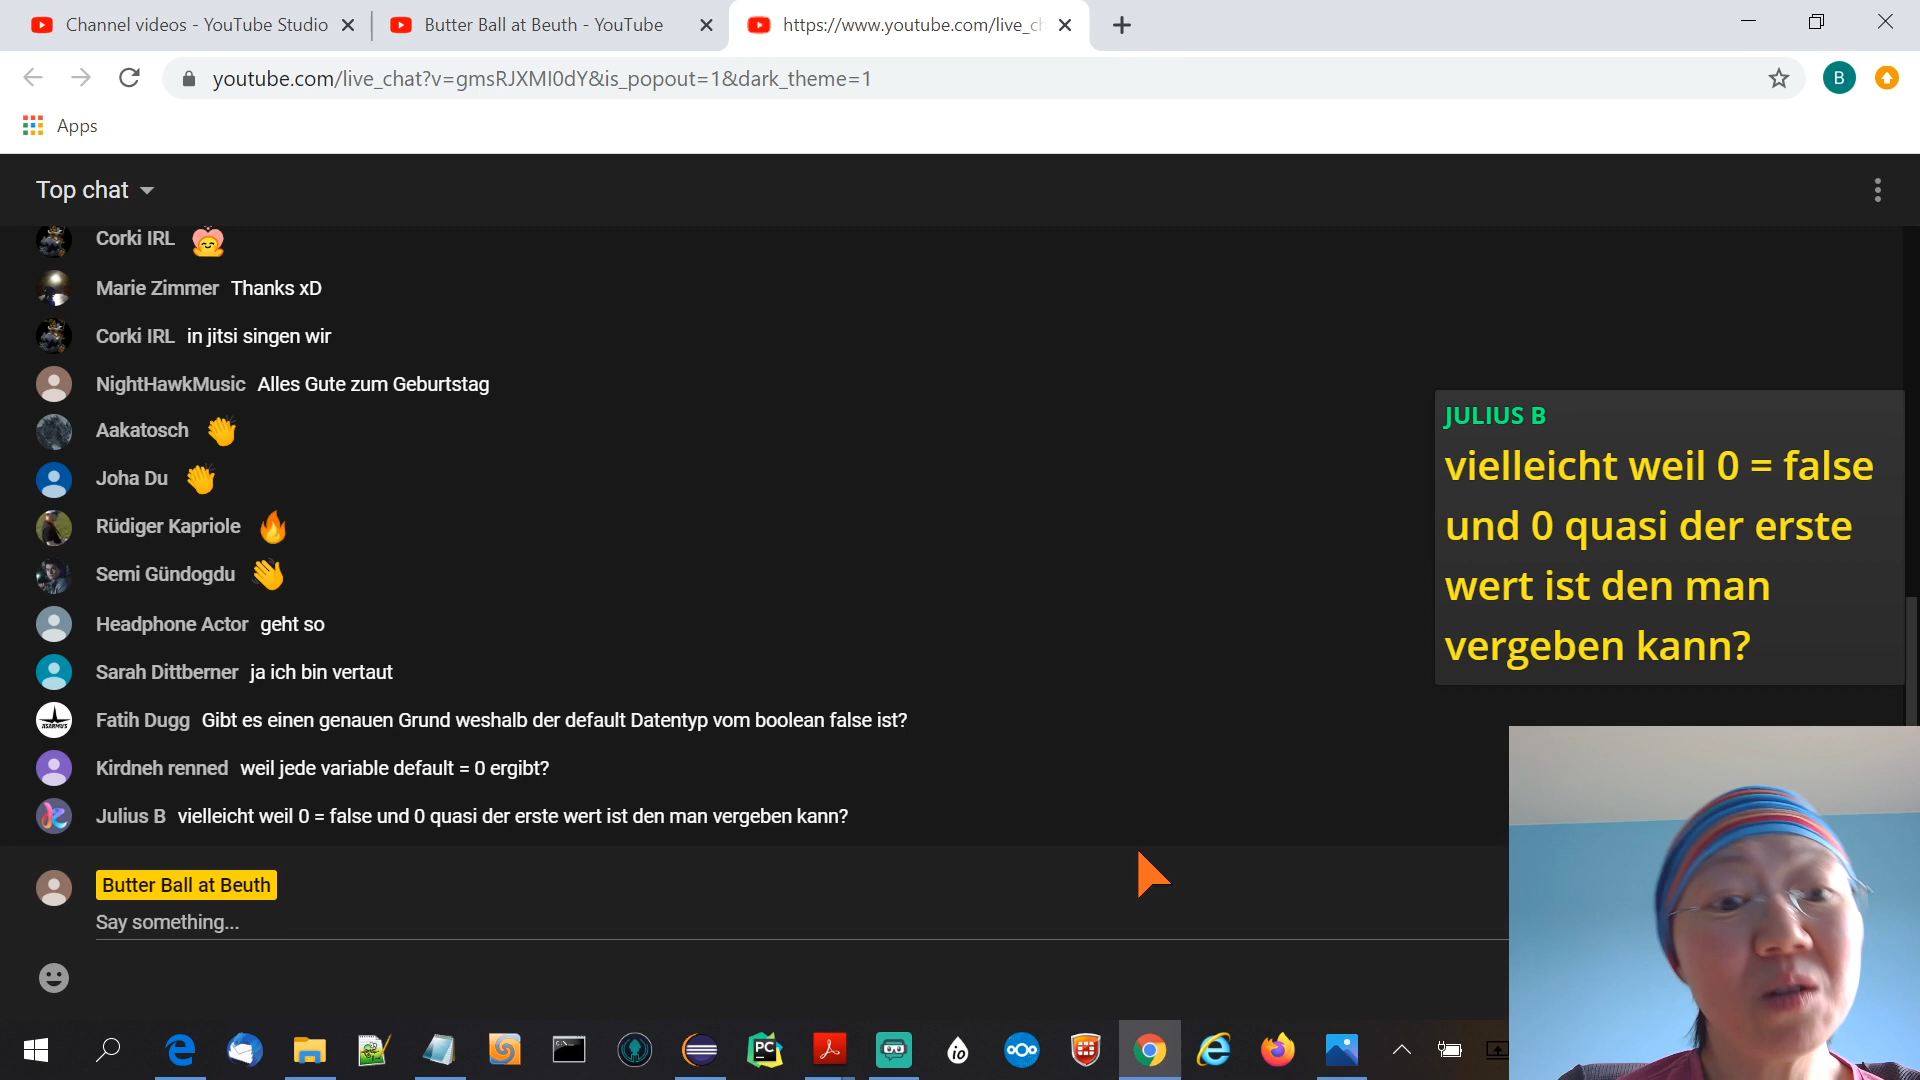 Channel videos - YouTube Studio
Butter Ball at Beuth - YouTube
https://www.youtube.com/live_ch
youtube.com/live_chat?v=gmsRJXMI0dY&is_popout=1&dark_theme=1
B
Apps
Top chat
Corki IRL
Marie Zimmer Thanks xD
Corki IRL in jitsi singen wir
NightHawkMusic Alles Gute zum Geburtstag
Aakatosch
Joha Du
Rüdiger Kapriole
Semi Gündogdu
Headphone Actor geht so
Sarah Dittberner ja ich bin vertaut
Fatih Dugg Gibt es einen genauen Grund weshalb der default Datentyp vom boolean false ist?
Kirdneh renned weil jede variable default = 0 ergibt?
Julius B vielleicht weil 0 = false und 0 quasi der erste wert ist den man vergeben kann?
Butter Ball at Beuth
Say something...
JULIUS B
vielleicht weil 0 = false
und 0 quasi der erste
wert ist den man
vergeben kann?
PC
io